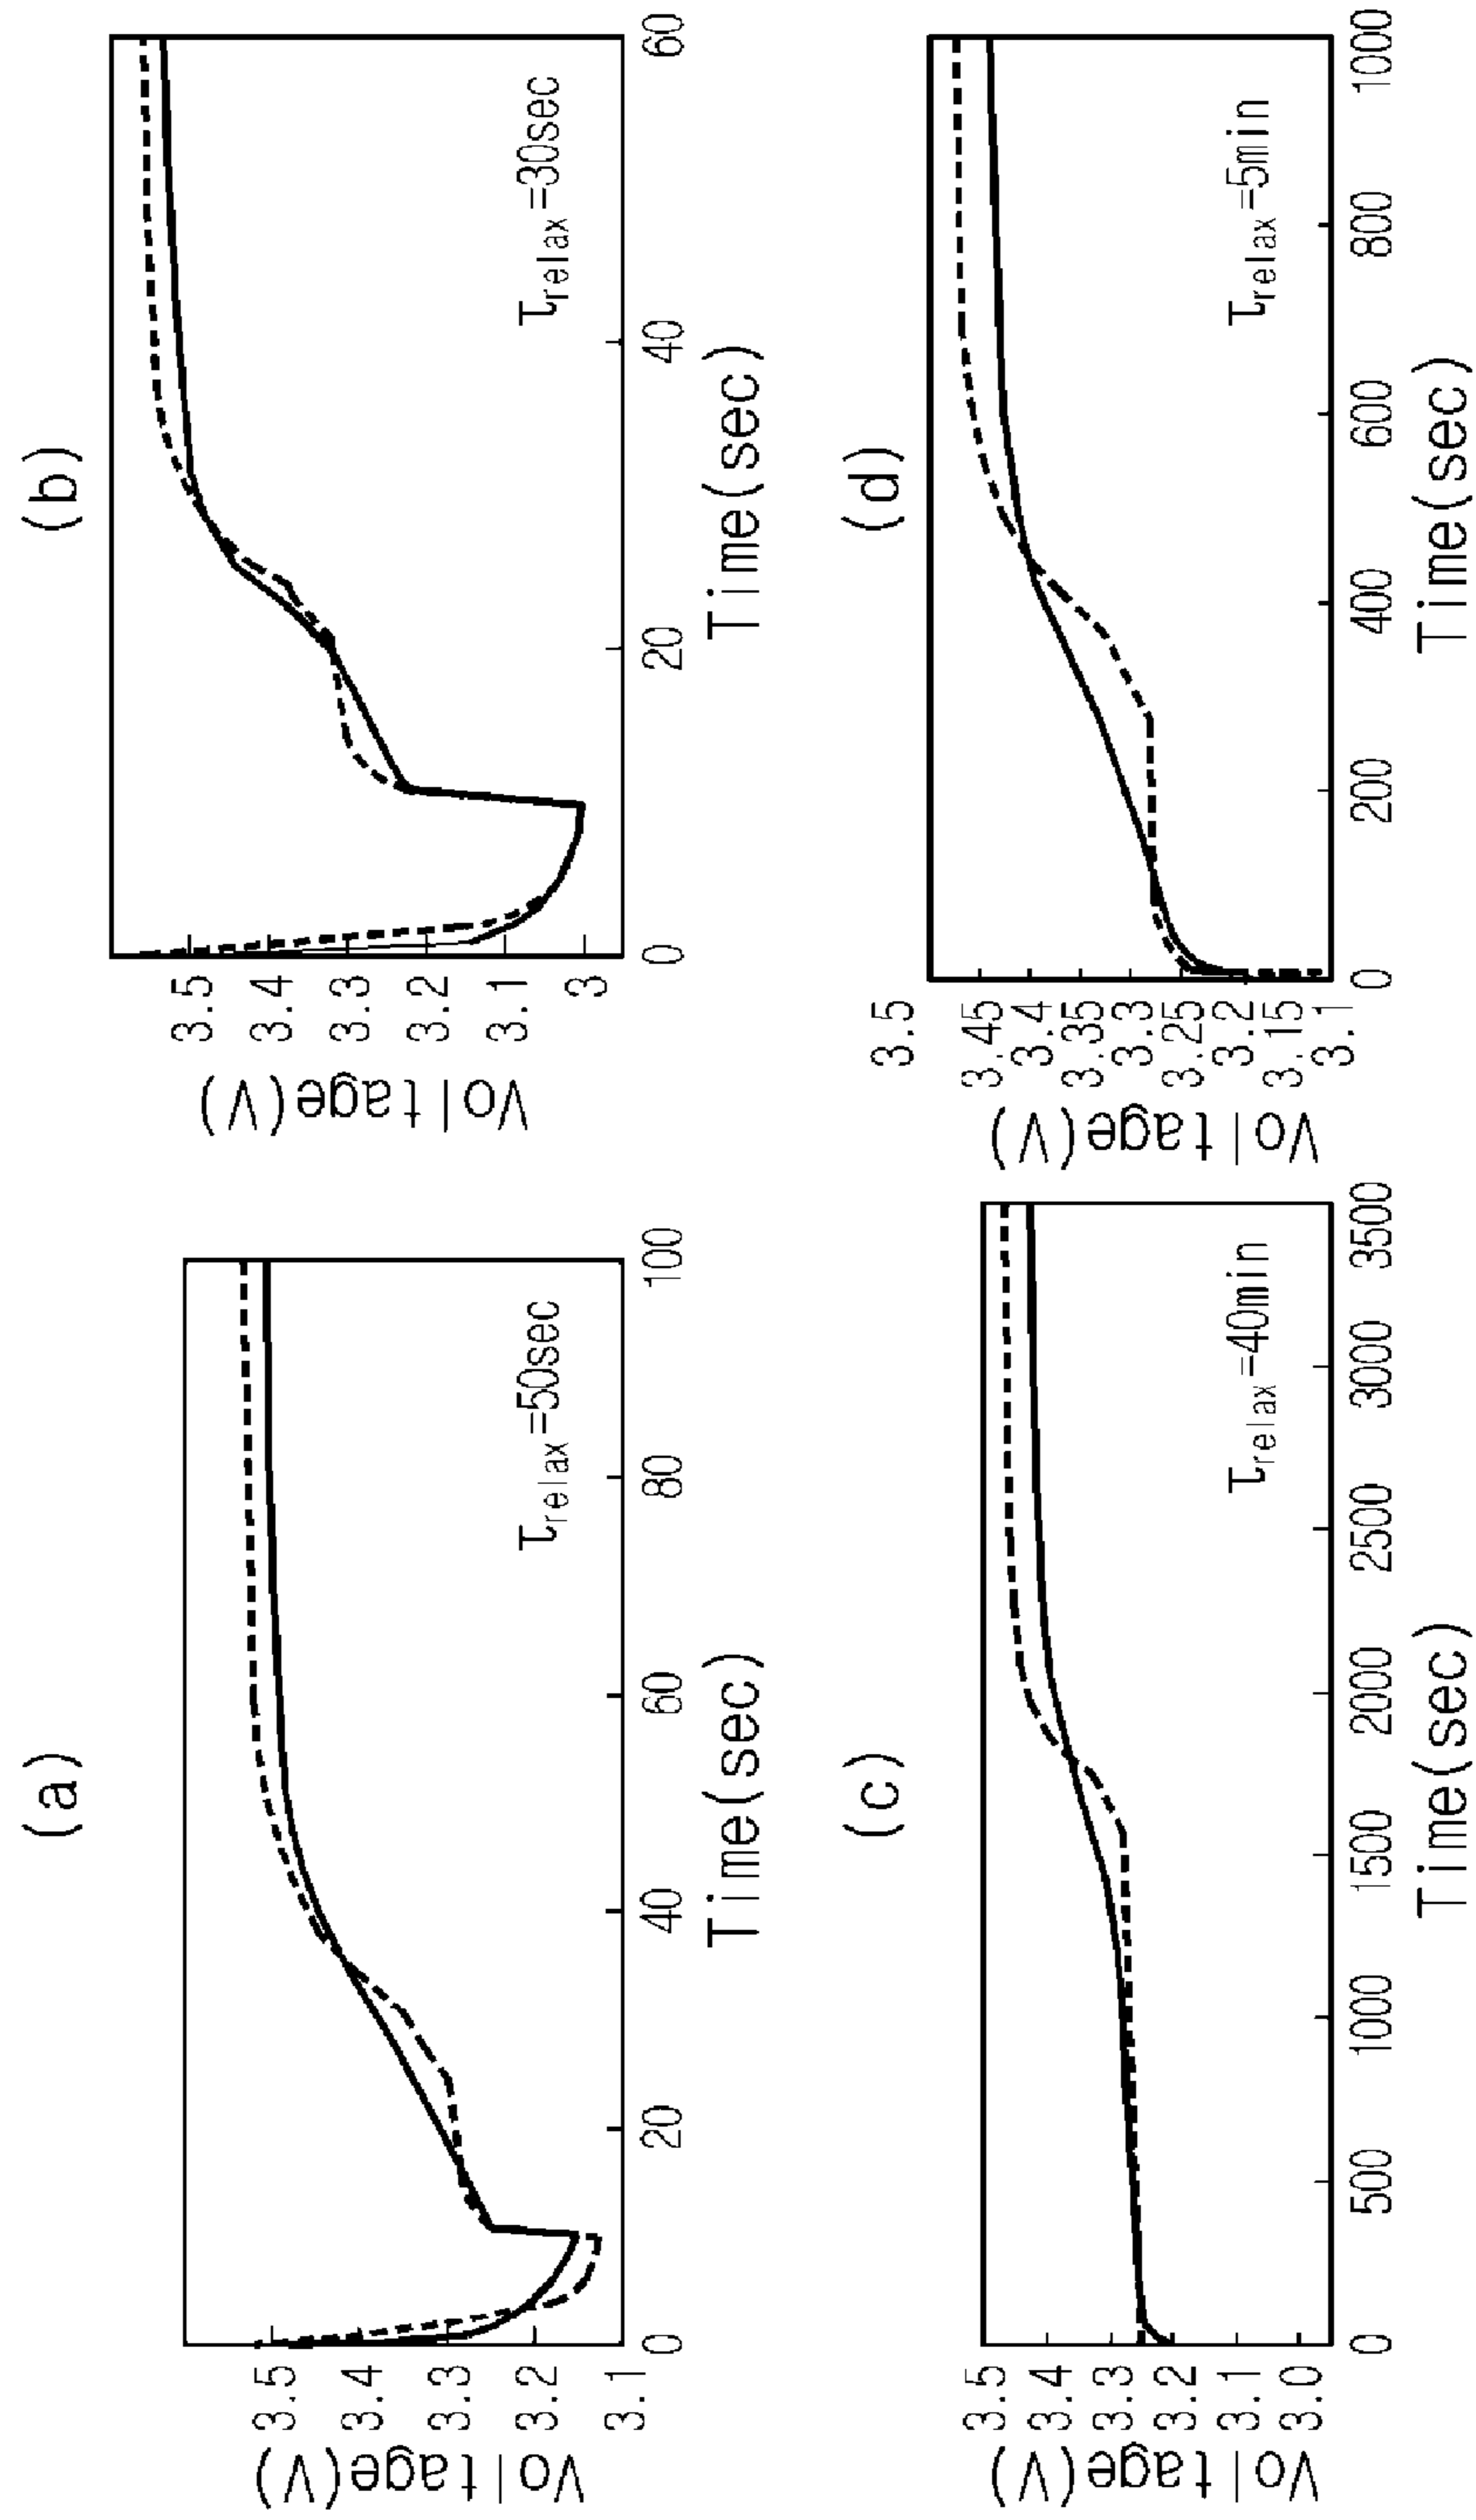 (a)
Voltage(V)
3.5
3.4
3.3
3.2
3.1
τrelax=50sec
0 20 40 60 80 100
Time(sec)
(b)
Voltage(V)
3.5
3.4
3.3
3.2
3.1
3
τrelax=30sec
0 20 40 60
Time(sec)
(c)
Voltage(V)
3.5
3.4
3.3
3.2
3.1
3.0
τrelax=40min
0 500 1000 1500 2000 2500 3000 3500
Time(sec)
(d)
Voltage(V)
3.5
3.45
3.4
3.35
3.3
3.25
3.2
3.15
3.1
τrelax=5min
0 200 400 600 800 1000
Time(sec)